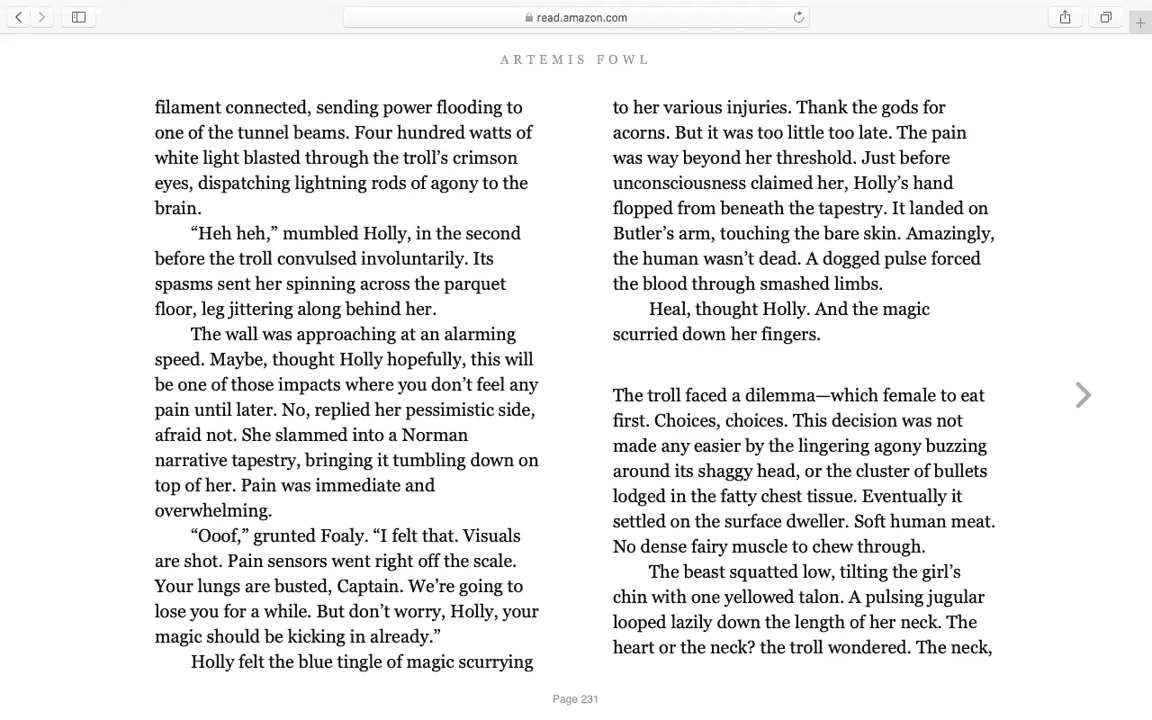 read.amazon.com
ARTEMIS FOWL
filament connected, sending power flooding to
one of the tunnel beams. Four hundred watts of
white light blasted through the troll’s crimson
eyes, dispatching lightning rods of agony to the
brain.
“Heh heh,” mumbled Holly, in the second
before the troll convulsed involuntarily. Its
spasms sent her spinning across the parquet
floor, leg jittering along behind her.
The wall was approaching at an alarming
speed. Maybe, thought Holly hopefully, this will
be one of those impacts where you don’t feel any
pain until later. No, replied her pessimistic side,
afraid not. She slammed into a Norman
narrative tapestry, bringing it tumbling down on
top of her. Pain was immediate and
overwhelming.
“Ooof,” grunted Foaly. “I felt that. Visuals
are shot. Pain sensors went right off the scale.
Your lungs are busted, Captain. We’re going to
lose you for a while. But don’t worry, Holly, your
magic should be kicking in already.”
Holly felt the blue tingle of magic scurrying
to her various injuries. Thank the gods for
acorns. But it was too little too late. The pain
was way beyond her threshold. Just before
unconsciousness claimed her, Holly’s hand
flopped from beneath the tapestry. It landed on
Butler’s arm, touching the bare skin. Amazingly,
the human wasn’t dead. A dogged pulse forced
the blood through smashed limbs.
Heal, thought Holly. And the magic
scurried down her fingers.
The troll faced a dilemma—which female to eat
first. Choices, choices. This decision was not
made any easier by the lingering agony buzzing
around its shaggy head, or the cluster of bullets
lodged in the fatty chest tissue. Eventually it
settled on the surface dweller. Soft human meat.
No dense fairy muscle to chew through.
The beast squatted low, tilting the girl’s
chin with one yellowed talon. A pulsing jugular
looped lazily down the length of her neck. The
heart or the neck? the troll wondered. The neck,
Page 231